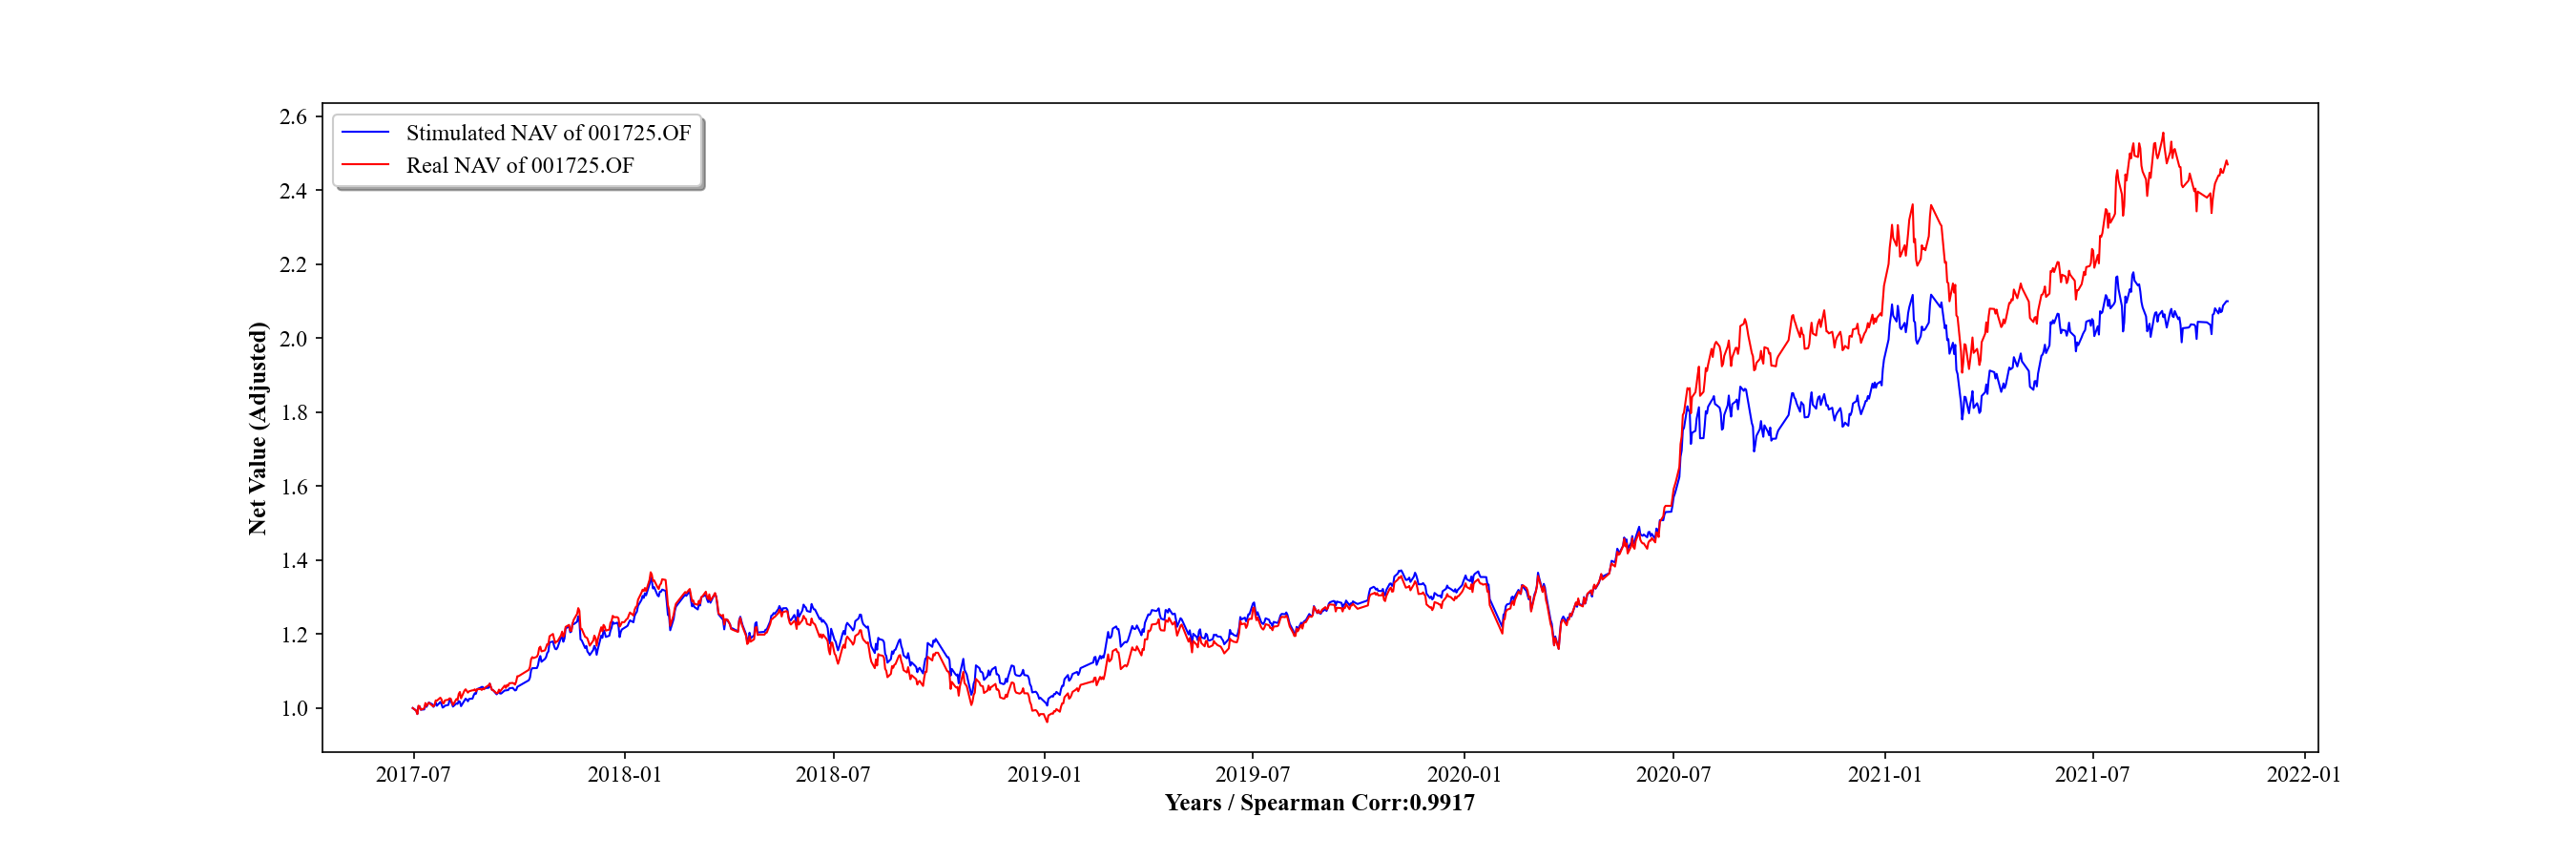 Stimulated NAV of 001725.OF
Real NAV of 001725.OF
2.6
2.4
2.2
2.0
1.8
1.6
1.4
1.2
1.0
Net Value (Adjusted)
2017-07 2018-01 2018-07 2019-01 2019-07 2020-01 2020-07 2021-01 2021-07 2022-01
Years / Spearman Corr:0.9917